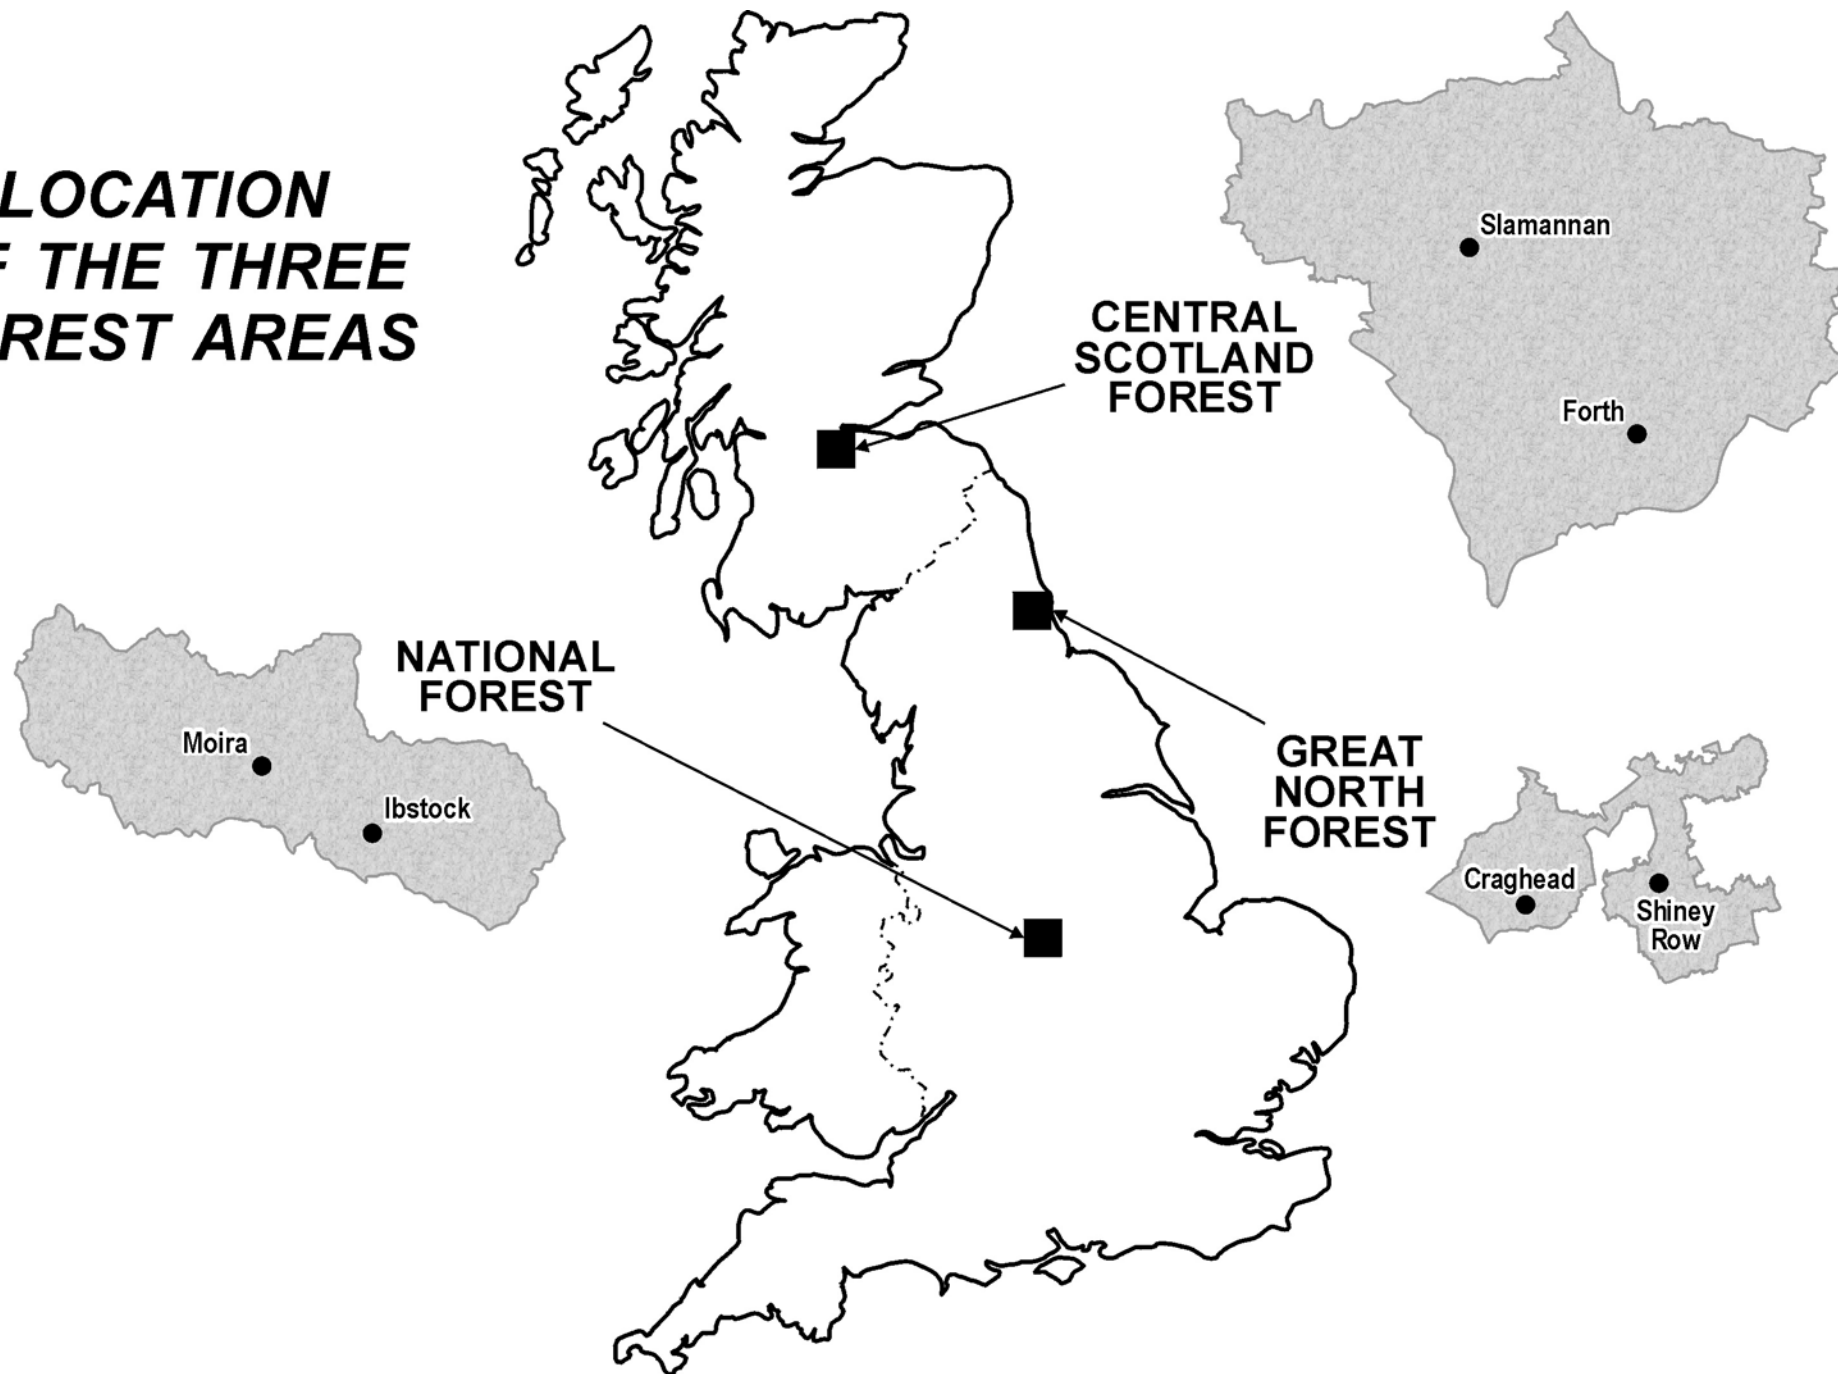 LOCATION
F THE THREE
REST AREAS
CENTRAL
SCOTLAND
FOREST
Slamannan
Forth
NATIONAL
FOREST
Moira
Ibstock
GREAT
NORTH
FOREST
Craghead
Shiney
Row